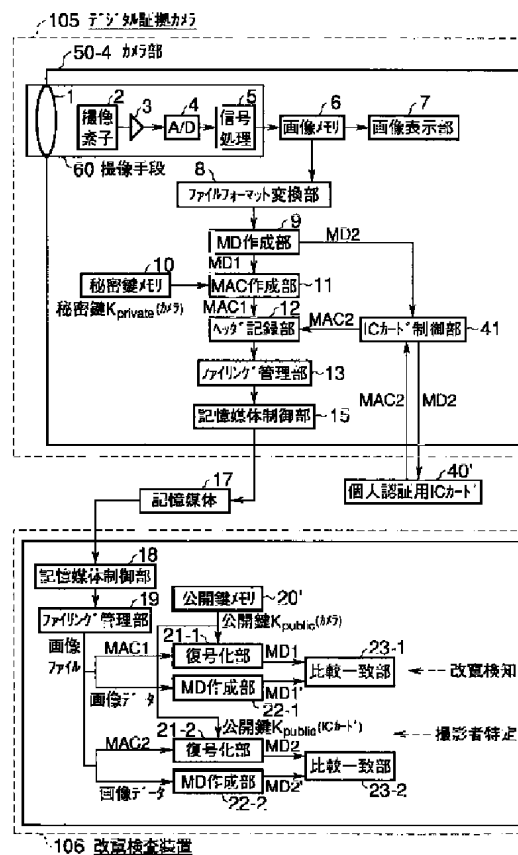 105 デジタル証拠カメラ
50-4 カメラ部
1
2
撮像素子
3
4
A/D
5
信号処理
6
画像メモリ
7
画像表示部
60 撮像手段
8
ファイルフォーマット変換部
9
MD作成部
MD2
MD1
10
秘密鍵メモリ
秘密鍵Kprivate(カメラ)
MAC作成部
11
MAC1
12
ヘッダ記録部
MAC2
ICカード制御部
41
ファイリング管理部
13
記憶媒体制御部
15
MAC2
MD2
17
記憶媒体
40'
個人認証用ICカード
18
記憶媒体制御部
19
ファイリング管理部
公開鍵メモリ
20'
画像ファイル
公開鍵Kpublic(カメラ)
MAC1
21-1
復号化部
MD1
23-1
比較一致部
改竄検知
画像データ
MD作成部
MD1'
22-1
公開鍵Kpublic(ICカード)
撮影者特定
MAC2
21-2
復号化部
MD2
比較一致部
画像データ
MD作成部
MD2'
22-2
23-2
106 改竄検査装置